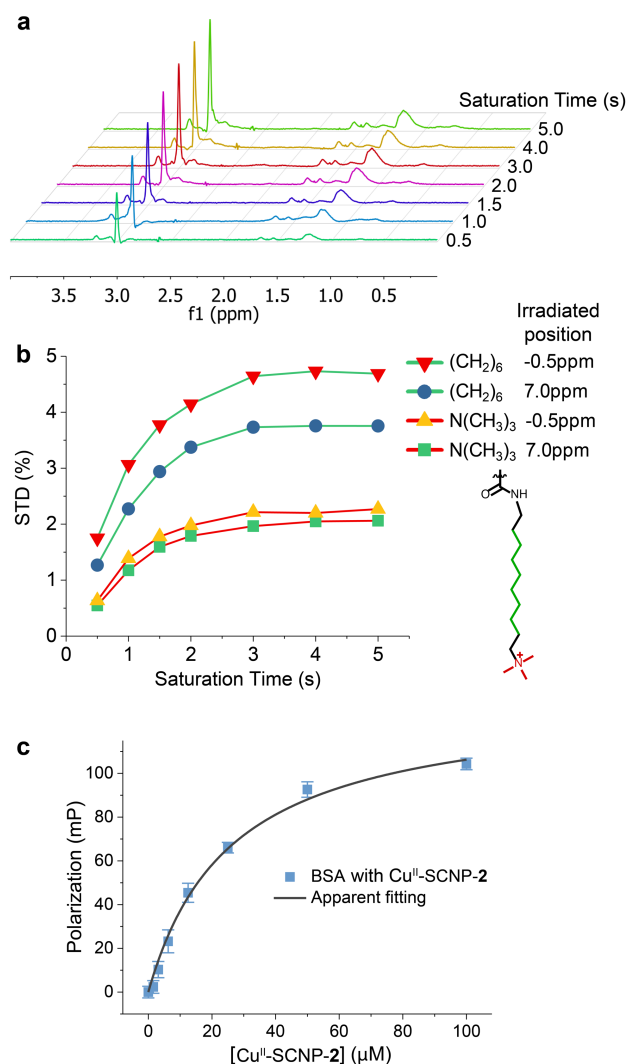 a
Saturation Time (s)
5.0
4.0
3.0
2.0
1.5
1.0
0.5
3.5 3.0 2.5 2.0 1.5 1.0 0.5
f1 (ppm)
Irradiated
position
b
(CH₂)₆ -0.5ppm
(CH₂)₆ 7.0ppm
N(CH₃)₃ -0.5ppm
N(CH₃)₃ 7.0ppm
STD (%)
5
4
3
2
1
0
0 1 2 3 4 5
Saturation Time (s)
O
NH
N+
c
Polarization (mP)
100
80
60
40
20
0
BSA with Cuᴵᴵ-SCNP-2
Apparent fitting
0 20 40 60 80 100
[Cuᴵᴵ-SCNP-2] (μM)